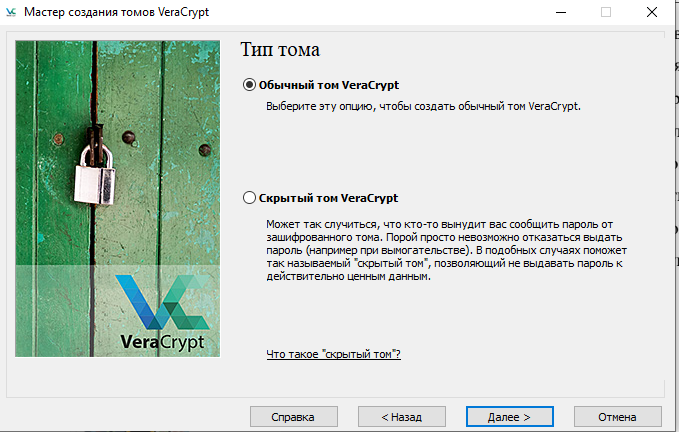 Мастер создания томов VeraCrypt
Тип тома
Обычный том VeraCrypt
Выберите эту опцию, чтобы создать обычный том VeraCrypt.
Скрытый том VeraCrypt
Может так случиться, что кто-то вынудит вас сообщить пароль от
зашифрованного тома. Порой просто невозможно отказаться выдать
пароль (например при вымогательстве). В подобных случаях поможет
так называемый "скрытый том", позволяющий не выдавать пароль к
действительно ценным данным.
VeraCrypt
Что такое "скрытый том"?
Справка
< Назад
Далее >
Отмена